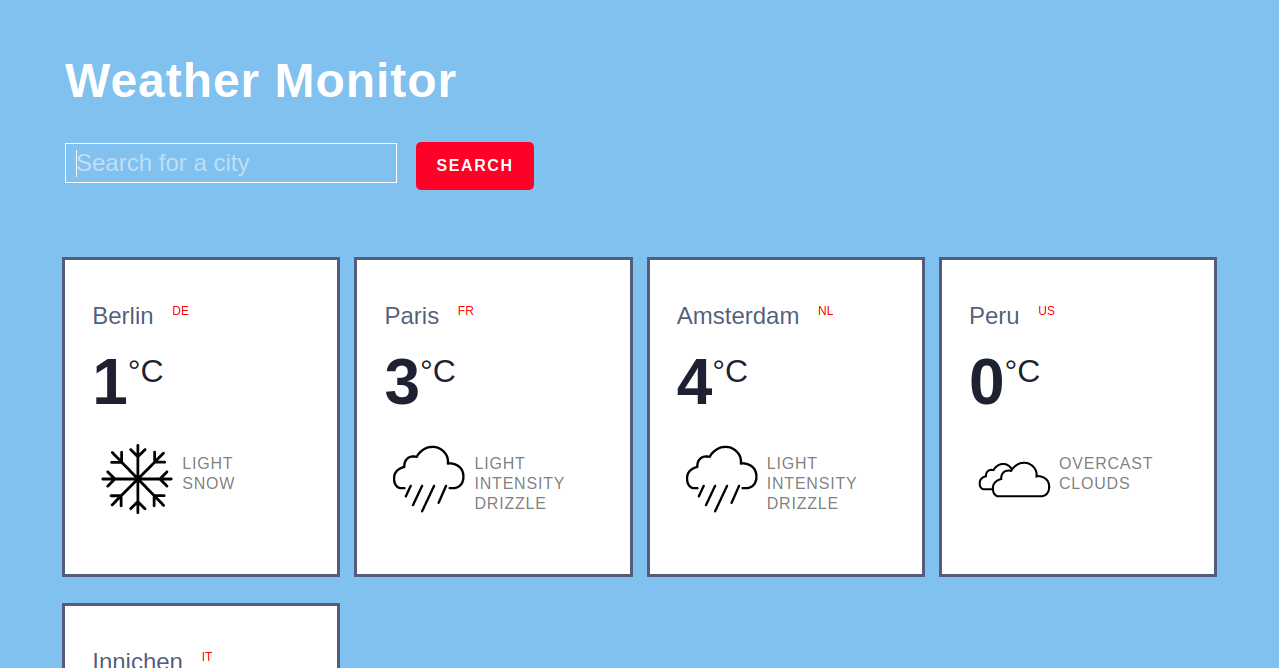 Weather Monitor
Search for a city
SEARCH
Berlin DE
1°C
LIGHT
SNOW
Paris FR
3°C
LIGHT
INTENSITY
DRIZZLE
Amsterdam NL
4°C
LIGHT
INTENSITY
DRIZZLE
Peru US
0°C
OVERCAST
CLOUDS
Innichen IT